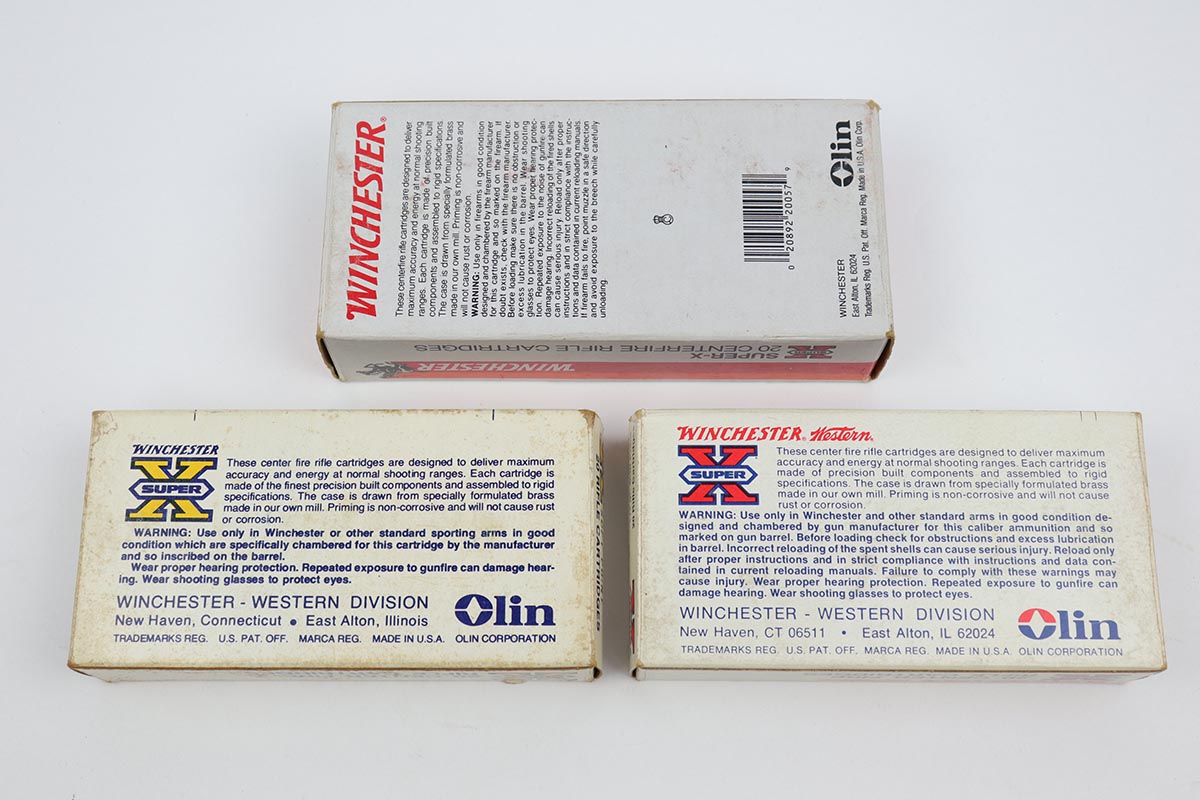 WINCHESTER®
These centerfire rifle cartridges are designed to deliver
maximum accuracy and energy at normal shooting
ranges. Each cartridge is made of precision built
components and assembled to rigid specifications.
The case is drawn from specially formulated brass
made in our own mill. Priming is non-corrosive and
will not cause rust or corrosion.
WARNING: Use only in firearms in good condition
designed and chambered by the firearm manufacturer
for this cartridge and so marked on the firearm. If
doubt exists, check with the firearm manufacturer.
Before loading make sure there is no obstruction or
excess lubrication in the barrel. Wear shooting
glasses to protect eyes. Wear proper hearing protec-
tion. Repeated exposure to the noise of gunfire can
damage hearing. Incorrect reloading of the fired shells
can cause serious injury. Reload only after proper
instructions and in strict compliance with the instruc-
tions and data contained in current reloading manuals.
If firearm fails to fire, point muzzle in a safe direction
and avoid exposure to the breech while carefully
unloading.
0 20892 20057 9
Olin
WINCHESTER
East Alton, IL 62024
Trademarks Reg. U.S. Pat. Off. Marca Reg. Made in U.S.A. Olin Corp.
X SUPER
SUPER-X
20 CENTERFIRE RIFLE CARTRIDGES
WINCHESTER
WINCHESTER
X SUPER
These center fire rifle cartridges are designed to deliver maximum
accuracy and energy at normal shooting ranges. Each cartridge is
made of the finest precision built components and assembled to rigid
specifications. The case is drawn from specially formulated brass
made in our own mill. Priming is non-corrosive and will not cause rust
or corrosion.
WARNING: Use only in Winchester or other standard sporting arms in good
condition which are specifically chambered for this cartridge by the manufacturer
and so inscribed on the barrel.
Wear proper hearing protection. Repeated exposure to gunfire can damage hear-
ing. Wear shooting glasses to protect eyes.
WINCHESTER - WESTERN DIVISION
New Haven, Connecticut • East Alton, Illinois
Olin
TRADEMARKS REG. U.S. PAT. OFF. MARCA REG. MADE IN U.S.A. OLIN CORPORATION
WINCHESTER® Western®
X SUPER
These center fire rifle cartridges are designed to deliver maximum
accuracy and energy at normal shooting ranges. Each cartridge is
made of precision built components and assembled to rigid
specifications. The case is drawn from specially formulated brass
made in our own mill. Priming is non-corrosive and will not cause
rust or corrosion.
WARNING: Use only in Winchester and other standard arms in good condition de-
signed and chambered by gun manufacturer for this caliber ammunition and so
marked on gun barrel. Before loading check for obstructions and excess lubrication
in barrel. Incorrect reloading of the spent shells can cause serious injury. Reload only
after proper instructions and in strict compliance with instructions and data con-
tained in current reloading manuals. Failure to comply with these warnings may
cause injury. Wear proper hearing protection. Repeated exposure to gunfire can
damage hearing. Wear shooting glasses to protect eyes.
WINCHESTER - WESTERN DIVISION
New Haven, CT 06511 • East Alton, IL 62024
Olin
TRADEMARKS REG. U.S. PAT. OFF. MARCA REG. MADE IN U.S.A. OLIN CORPORATION